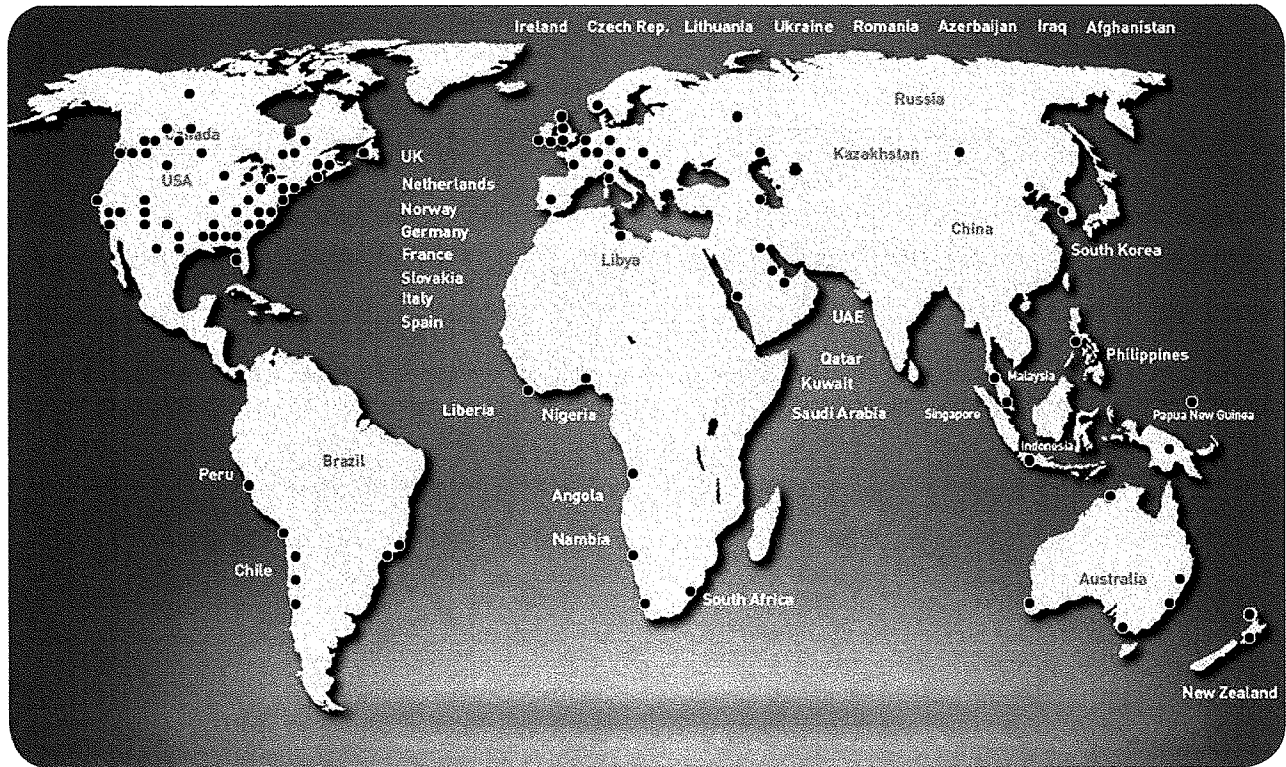 Ireland Czech Rep. Lithuania Ukraine Romania Azerbaijan Iraq Afghanistan
Russia
Canada
UK
Kazakhstan
USA
Netherlands
Norway
Germany
China
France
South Korea
Libya
Slovakia
Italy
Spain
UAE
Qatar
Philippines
Malaysia
Kuwait
Liberia
Nigeria
Saudi Arabia
Singapore
Papua New Guinea
Indonesia
Brazil
Peru
Angola
Nambia
Chile
Australia
South Africa
New Zealand